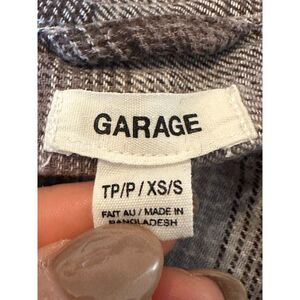 GARAGE
TP/P/XS/S
FAIT AU / MADE IN
BANGLADESH